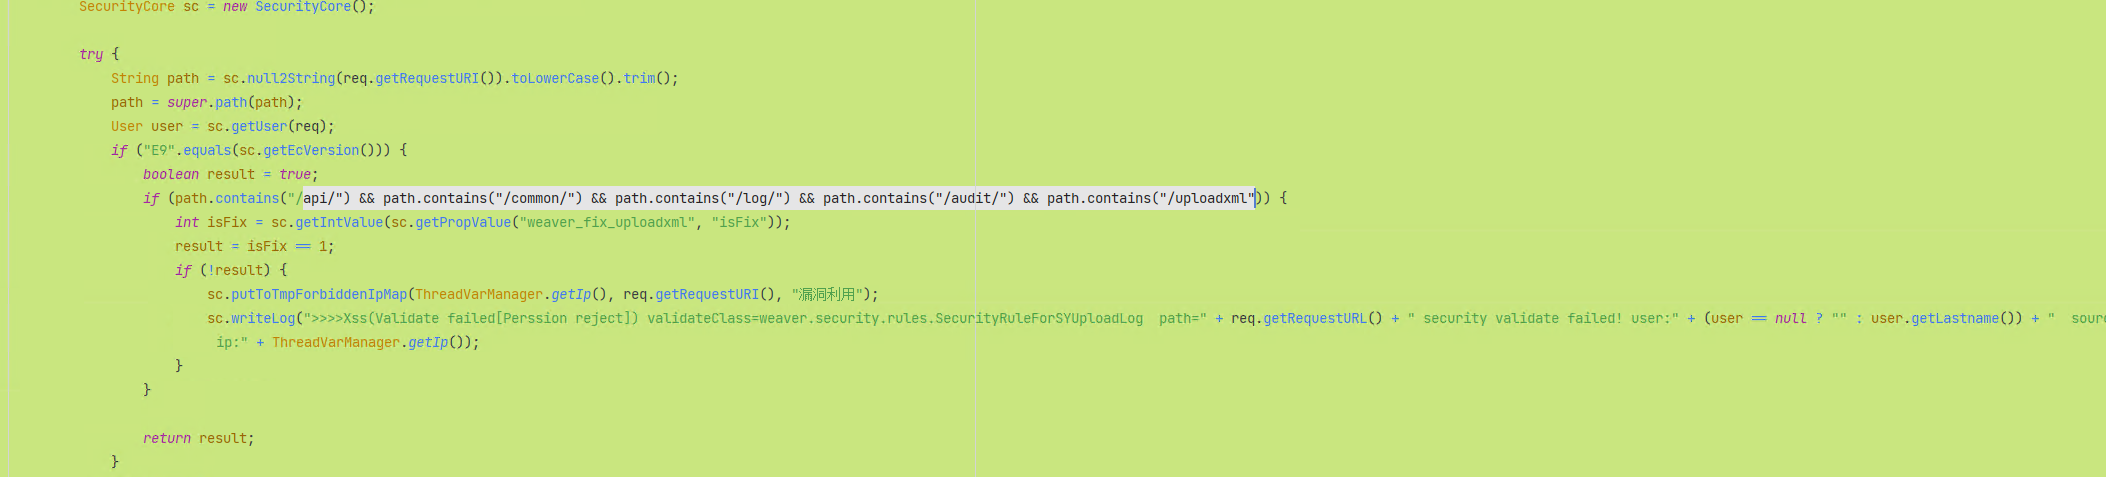 SecurityCore sc = new SecurityCore();
try {
String path = sc.null2String(req.getRequestURI()).toLowerCase().trim();
path = super.path(path);
User user = sc.getUser(req);
if ("E9".equals(sc.getEcVersion())) {
boolean result = true;
if (path.contains("/api/") && path.contains("/common/") && path.contains("/log/") && path.contains("/audit/") && path.contains("/uploadxml")) {
int isFix = sc.getIntValue(sc.getPropValue("weaver_fix_uploadxml", "isFix"));
result = isFix == 1;
if (!result) {
sc.putToTmpForbiddenIpMap(ThreadVarManager.getIp(), req.getRequestURI(), "漏洞利用");
sc.writeLog(">>>>Xss(Validate failed[Perssion reject]) validateClass=weaver.security.rules.SecurityRuleForSYUploadLog  path=" + req.getRequestURL() + " security validate failed! user:" + (user == null ? "" : user.getLastname()) + "  sour
ip:" + ThreadVarManager.getIp());
}
}
return result;
}